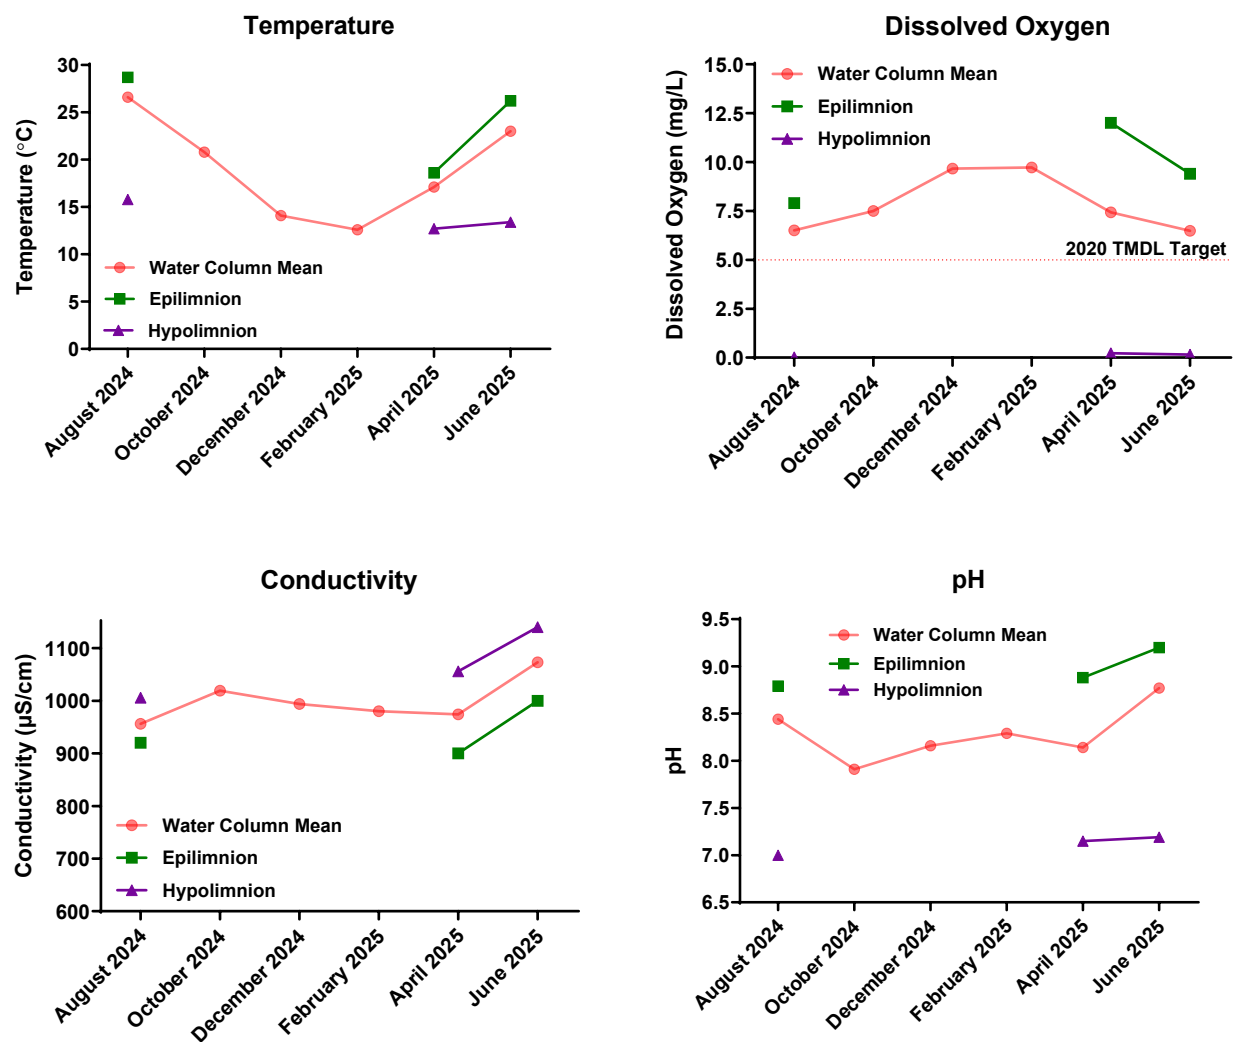 Temperature
Temperature (°C)
30
25
20
15
10
5
0
Water Column Mean
Epilimnion
Hypolimnion
August 2024
October 2024
December 2024
February 2025
April 2025
June 2025
Dissolved Oxygen
Dissolved Oxygen (mg/L)
15.0
12.5
10.0
7.5
5.0
2.5
0.0
Water Column Mean
Epilimnion
Hypolimnion
2020 TMDL Target
August 2024
October 2024
December 2024
February 2025
April 2025
June 2025
Conductivity
Conductivity (µS/cm)
1100
1000
900
800
700
600
Water Column Mean
Epilimnion
Hypolimnion
August 2024
October 2024
December 2024
February 2025
April 2025
June 2025
pH
pH
9.5
9.0
8.5
8.0
7.5
7.0
6.5
Water Column Mean
Epilimnion
Hypolimnion
August 2024
October 2024
December 2024
February 2025
April 2025
June 2025